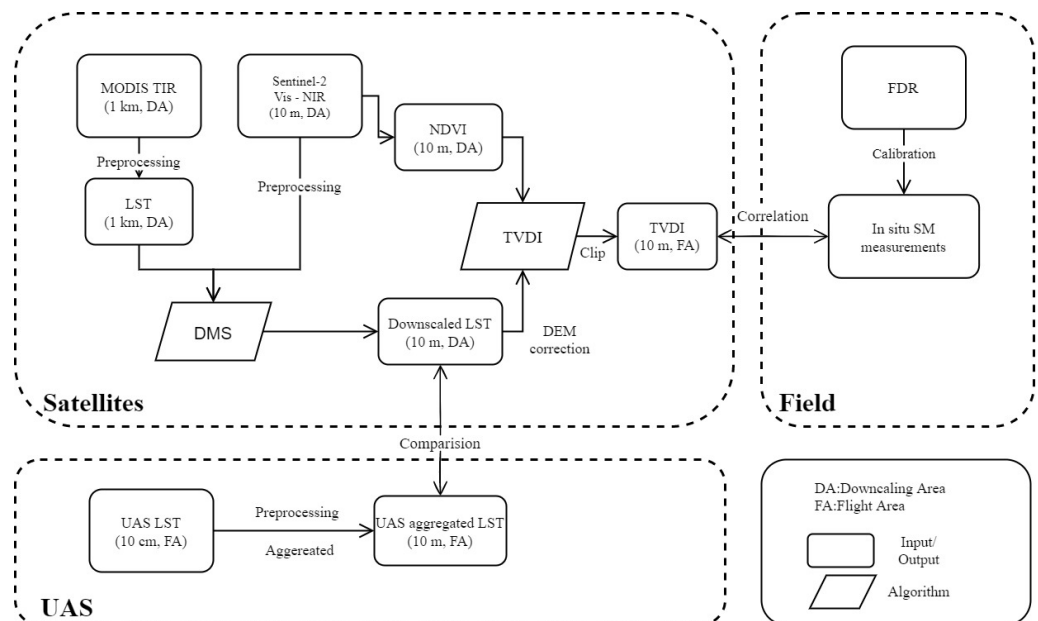 MODIS TIR
(1 km, DA)
Sentinel-2
Vis - NIR
(10 m, DA)
NDVI
(10 m, DA)
Preprocessing
Preprocessing
LST
(1 km, DA)
TVDI
Clip
TVDI
(10 m, FA)
DMS
Downscaled LST
(10 m, DA)
DEM
correction
Satellites
Correlation
FDR
Calibration
In situ SM
measurements
Field
Comparision
UAS LST
(10 cm, FA)
Preprocessing
Aggereated
UAS aggregated LST
(10 m, FA)
UAS
DA:Downcaling Area
FA:Flight Area
Input/
Output
Algorithm